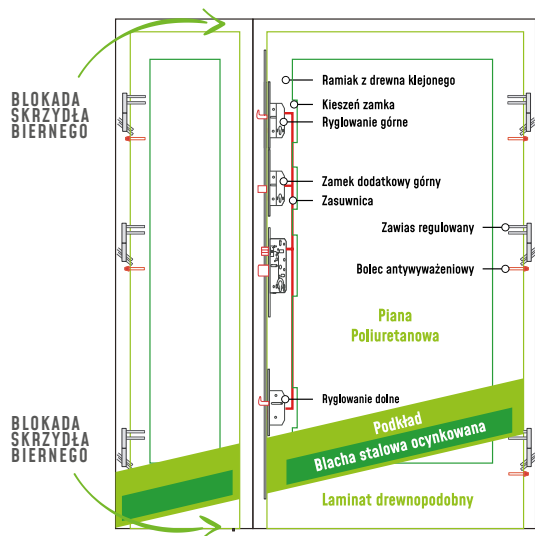 BLOKADA
SKRZYDŁA
BIERNEGO
Ramiak z drewna klejonego
Kieszeń zamka
Ryglowanie górne
Zamek dodatkowy górny
Zasuwnica
Zawias regulowany
Bolec antywyważeniowy
Piana
Poliuretanowa
Ryglowanie dolne
BLOKADA
SKRZYDŁA
BIERNEGO
Podkład
Blacha stalowa ocynkowana
Laminat drewnopodobny